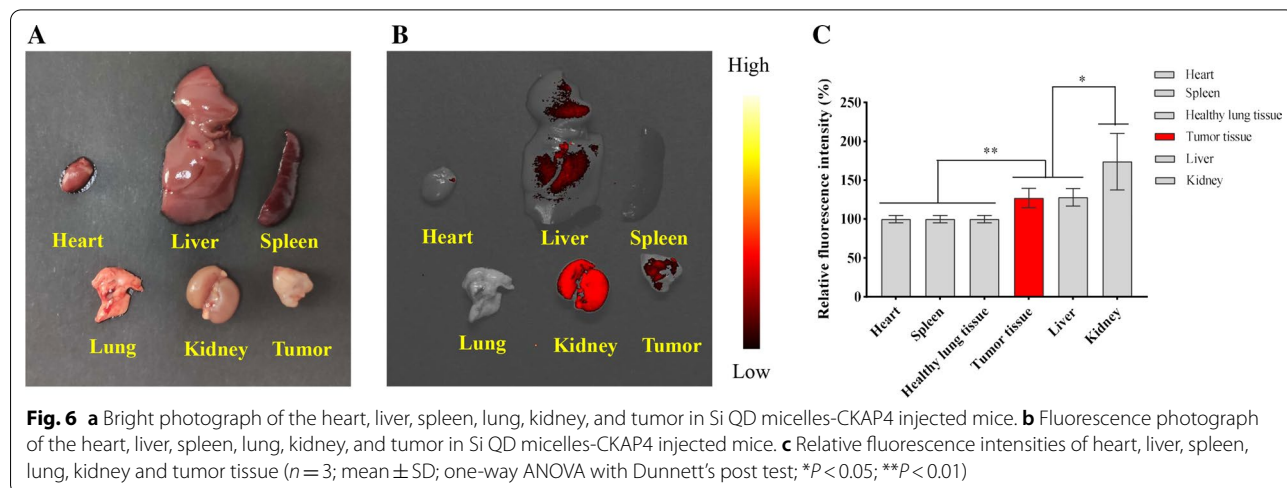 A
Heart
Liver
Spleen
Lung
Kidney
Tumor
B
Heart
Liver
Spleen
Lung
Kidney
Tumor
High
Low
C
Relative fluorescence intensity (%)
250
200
150
100
50
0
**
*
Heart
Spleen
Healthy lung tissue
Tumor tissue
Liver
Kidney
Heart
Spleen
Healthy lung tissue
Tumor tissue
Liver
Kidney
Fig. 6 a Bright photograph of the heart, liver, spleen, lung, kidney, and tumor in Si QD micelles-CKAP4 injected mice. b Fluorescence photograph
of the heart, liver, spleen, lung, kidney, and tumor in Si QD micelles-CKAP4 injected mice. c Relative fluorescence intensities of heart, liver, spleen,
lung, kidney and tumor tissue (n = 3; mean ± SD; one-way ANOVA with Dunnett’s post test; *P < 0.05; **P < 0.01)